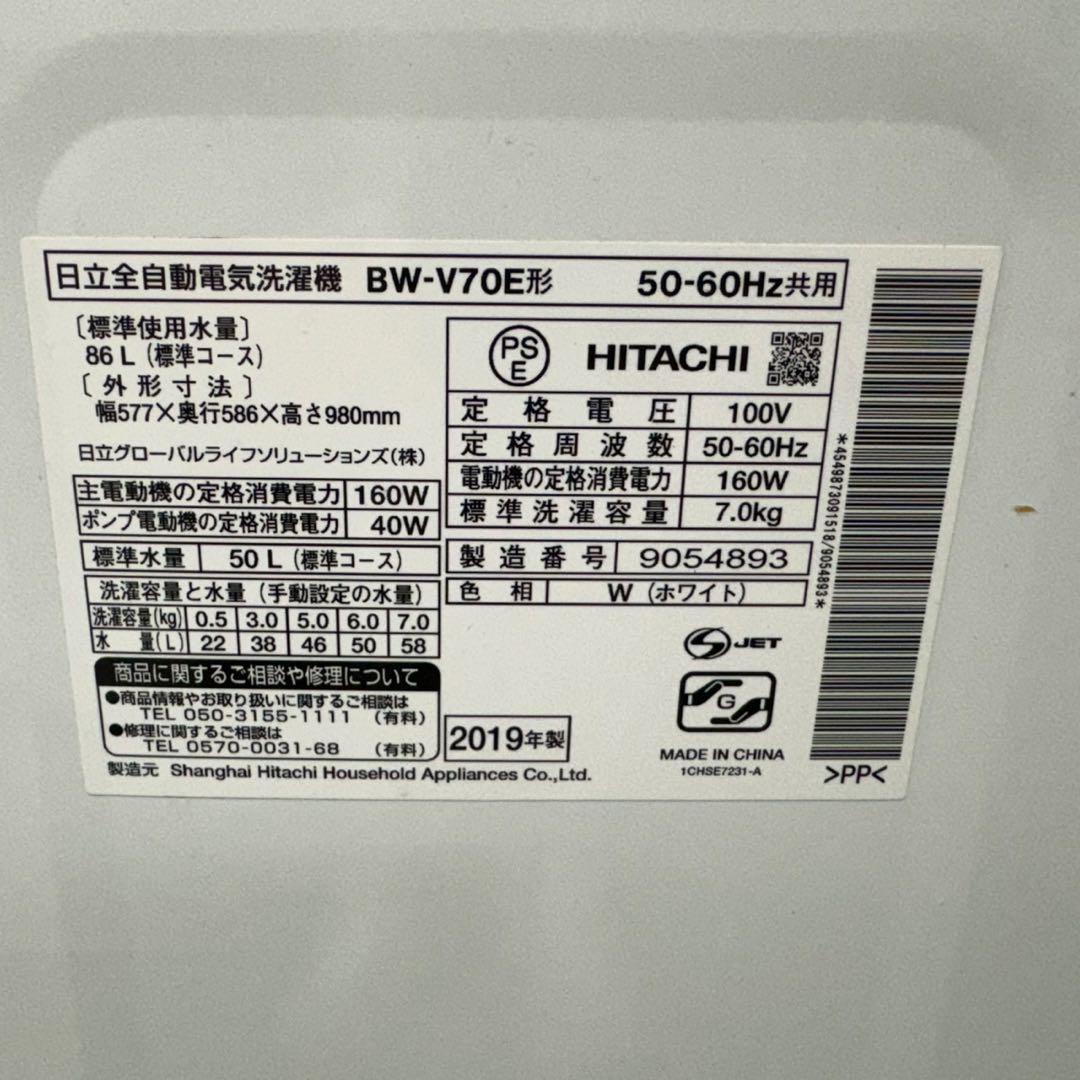 日立全自動電気洗濯機 BW-V70E形 50-60Hz共用
〔標準使用水量〕
86 L (標準コース)
〔外形寸法〕
幅577×奥行586×高さ980mm
日立グローバルライフソリューションズ(株)
主電動機の定格消費電力 160W
ポンプ電動機の定格消費電力 40W
標準水量 50 L (標準コース)
洗濯容量と水量 (手動設定の水量)
洗濯容量(kg) 0.5 3.0 5.0 6.0 7.0
水量(L) 22 38 46 50 58
商品に関するご相談や修理について
●商品情報やお取り扱いに関するご相談は
TEL 050-3155-1111 (有料)
●修理に関するご相談は
TEL 0570-0031-68 (有料)
製造元 Shanghai Hitachi Household Appliances Co.,Ltd.
PS E HITACHI
定格電圧 100V
定格周波数 50-60Hz
電動機の定格消費電力 160W
標準洗濯容量 7.0kg
製造番号 9054893
色相 W (ホワイト)
S JET
G
2019年製
MADE IN CHINA
1CHSE7231-A
*4549873091518/9054893*
>PP<